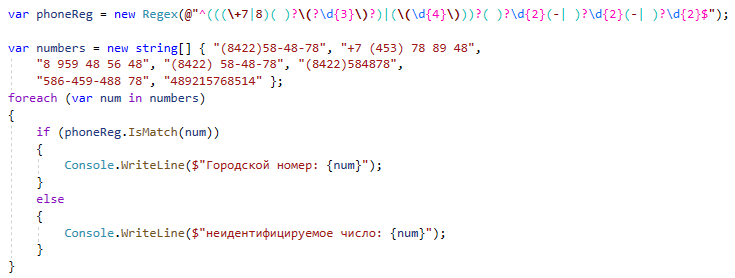 var phoneReg = new Regex(@"^(((\+7|8)( )?\(?\d{3}\)?)|(\(\d{4}\)))?( )?\d{2}(-| )?\d{2}(-| )?\d{2}$");
var numbers = new string[] { "(8422)58-48-78", "+7 (453) 78 89 48",
"8 959 48 56 48", "(8422) 58-48-78", "(8422)584878",
"586-459-488 78", "489215768514" };
foreach (var num in numbers)
{
if (phoneReg.IsMatch(num))
{
Console.WriteLine($"Городской номер: {num}");
}
else
{
Console.WriteLine($"неидентифицируемое число: {num}");
}
}